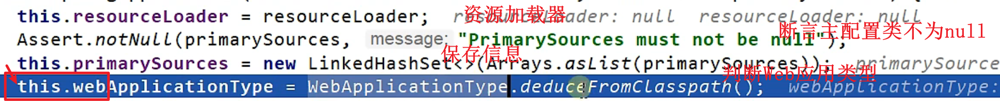 this.resourceLoader = resourceLoader; resourceLoader: null resourceLoader: null
资源加载器
Assert.notNull(primarySources, message: "PrimarySources must not be null");
断言主配置类不为null
this.primarySources = new LinkedHashSet<>(Arrays.asList(primarySources)); primarySource
保存信息
this.webApplicationType = WebApplicationType.deduceFromClasspath(); webApplicationType:
判断Web应用类型